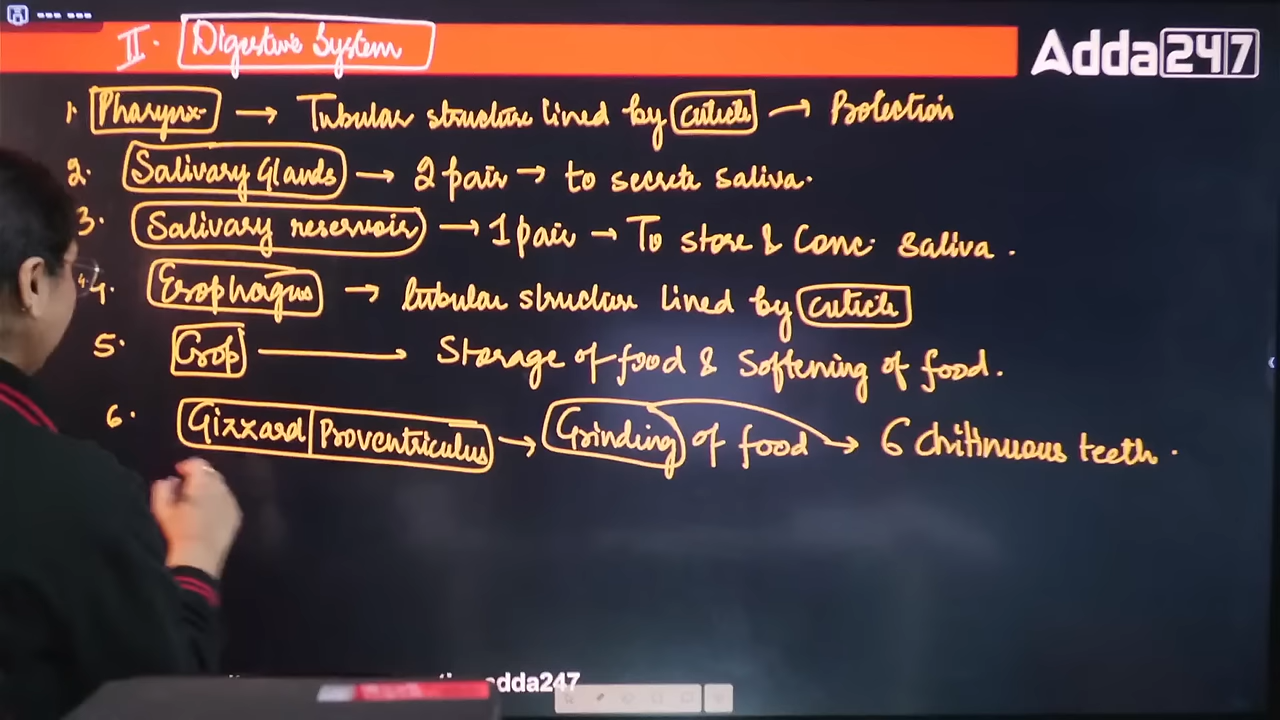 II. Digestive System
Adda247
1. Pharynx → Tubular structure lined by cuticle → Protection
2. Salivary Glands → 2 pair → to secrete saliva.
3. Salivary reservoir → 1 pair → To store & Conc. Saliva.
4. Esophagus → tubular structure lined by cuticle
5. Crop → Storage of food & Softening of food.
6. Gizzard | Proventriculus → Grinding of food → 6 Chitinuous teeth.
adda247